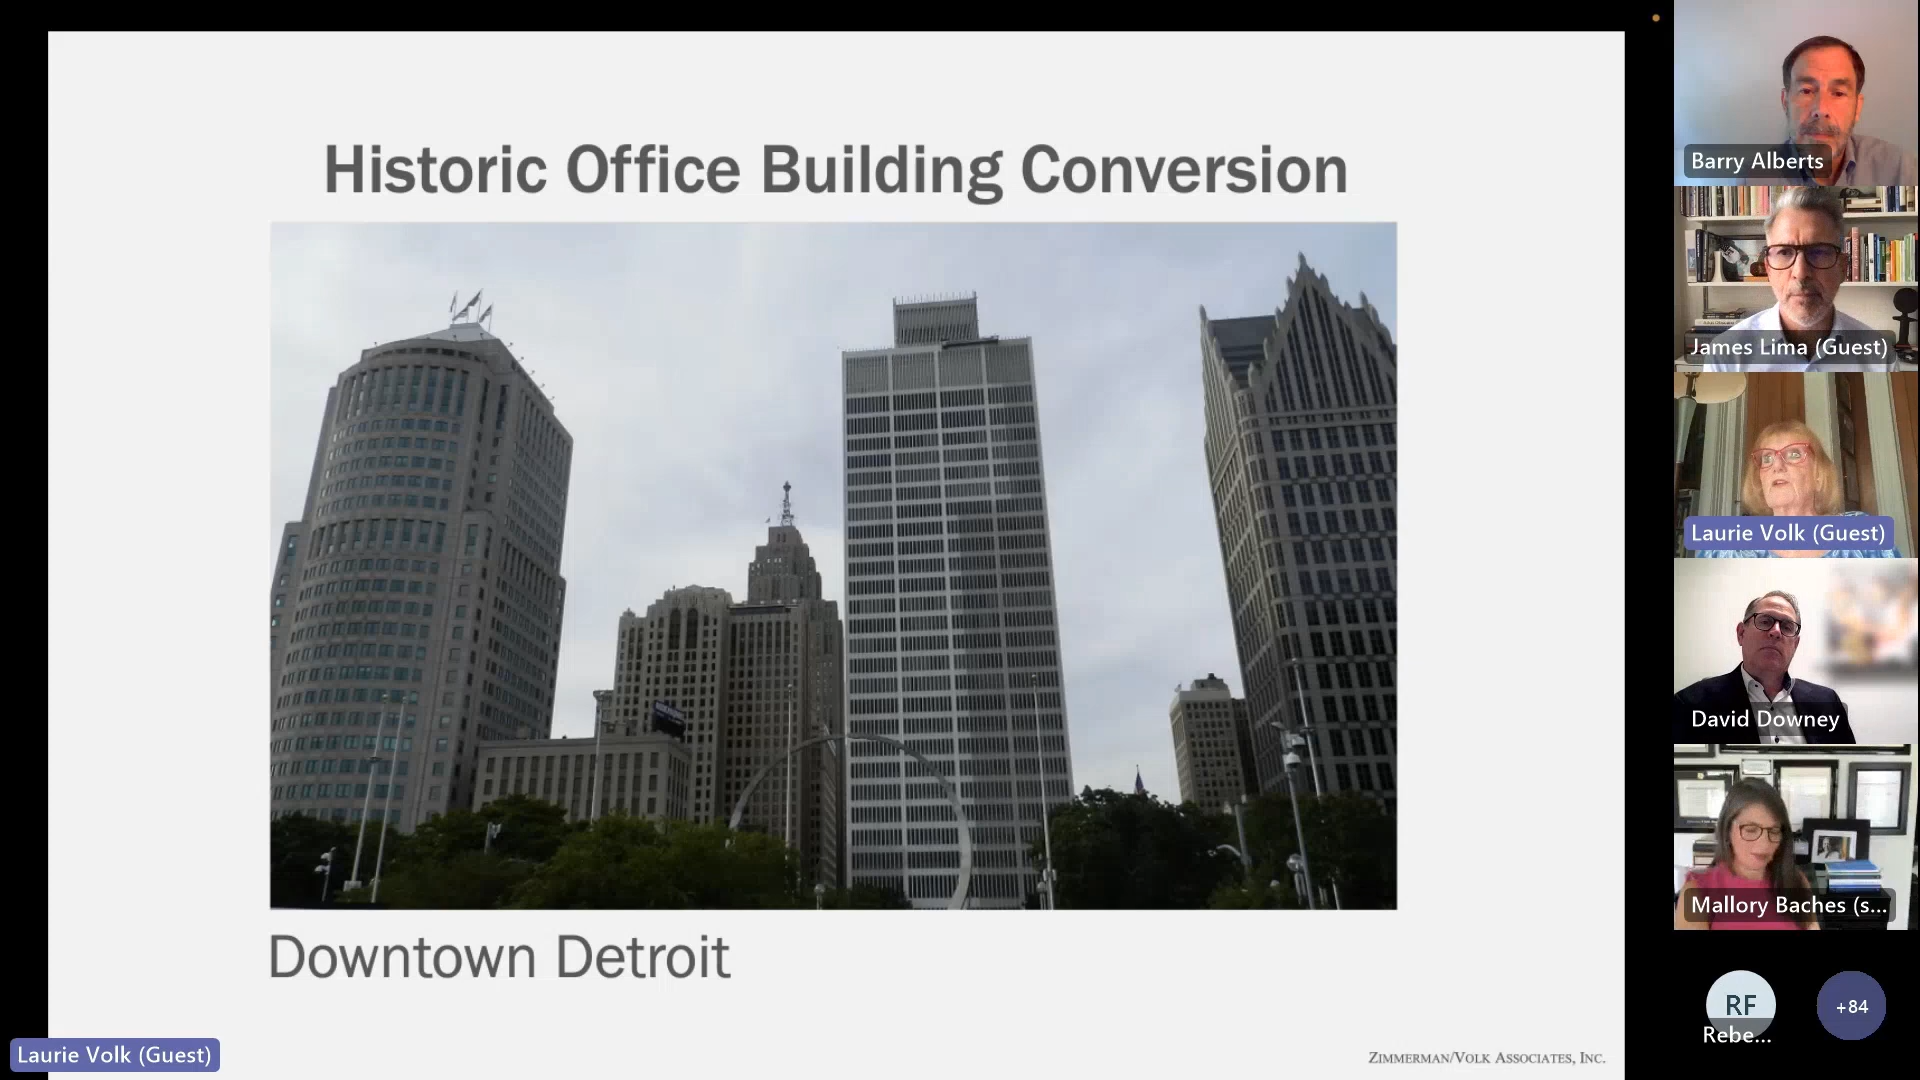 Historic Office Building Conversion
Downtown Detroit
ZIMMERMAN/VOLK ASSOCIATES, INC.
Laurie Volk (Guest)
Barry Alberts
James Lima (Guest)
Laurie Volk (Guest)
David Downey
Mallory Baches (s...
RF
Rebe...
+84